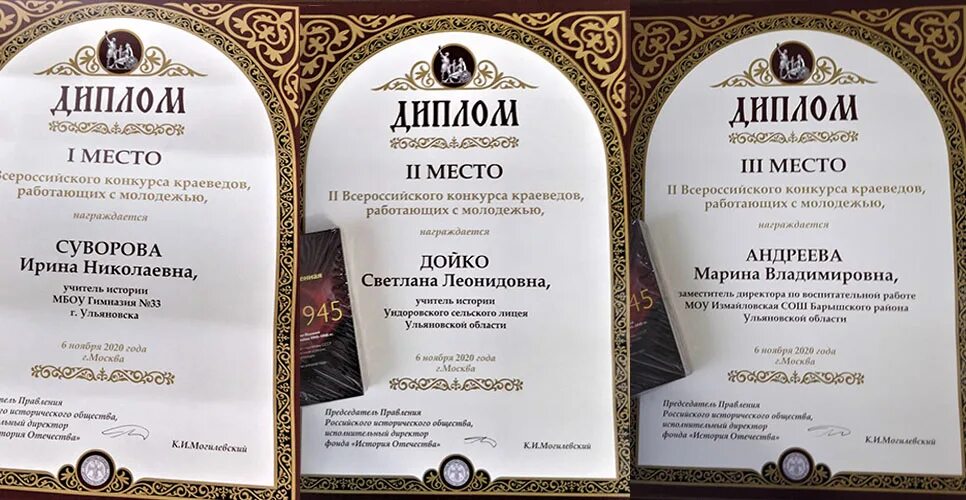 ДИПЛОМ
I МЕСТО
Всероссийского конкурса краеведов,
работающих с молодежью,
награждается
СУВОРОВА
Ирина Николаевна,
учитель истории
МБОУ Гимназия №33
г. Ульяновска
6 ноября 2020 года
г.Москва
Правления
исторического общества,
директор
«История Отечества»
К.И.Могилевский
ДИПЛОМ
II МЕСТО
II Всероссийского конкурса краеведов,
работающих с молодежью,
награждается
ДОЙКО
Светлана Леонидовна,
учитель истории
Ундоровского сельского лицея
Ульяновской области
6 ноября 2020 года
г.Москва
Председатель Правления
Российского исторического общества,
исполнительный директор
фонда «История Отечества»
К.И.Могилевский
945
ДИПЛОМ
III МЕСТО
II Всероссийского конкурса краеведов,
работающих с молодежью,
награждается
АНДРЕЕВА
Марина Владимировна,
заместитель директора по воспитательной работе
МОУ Измайловская СОШ Барышского района
Ульяновской области
6 ноября 2020 года
г.Москва
Председатель Правления
Российского исторического общества,
исполнительный директор
фонда «История Отечества»
К.И.Могилевский
45